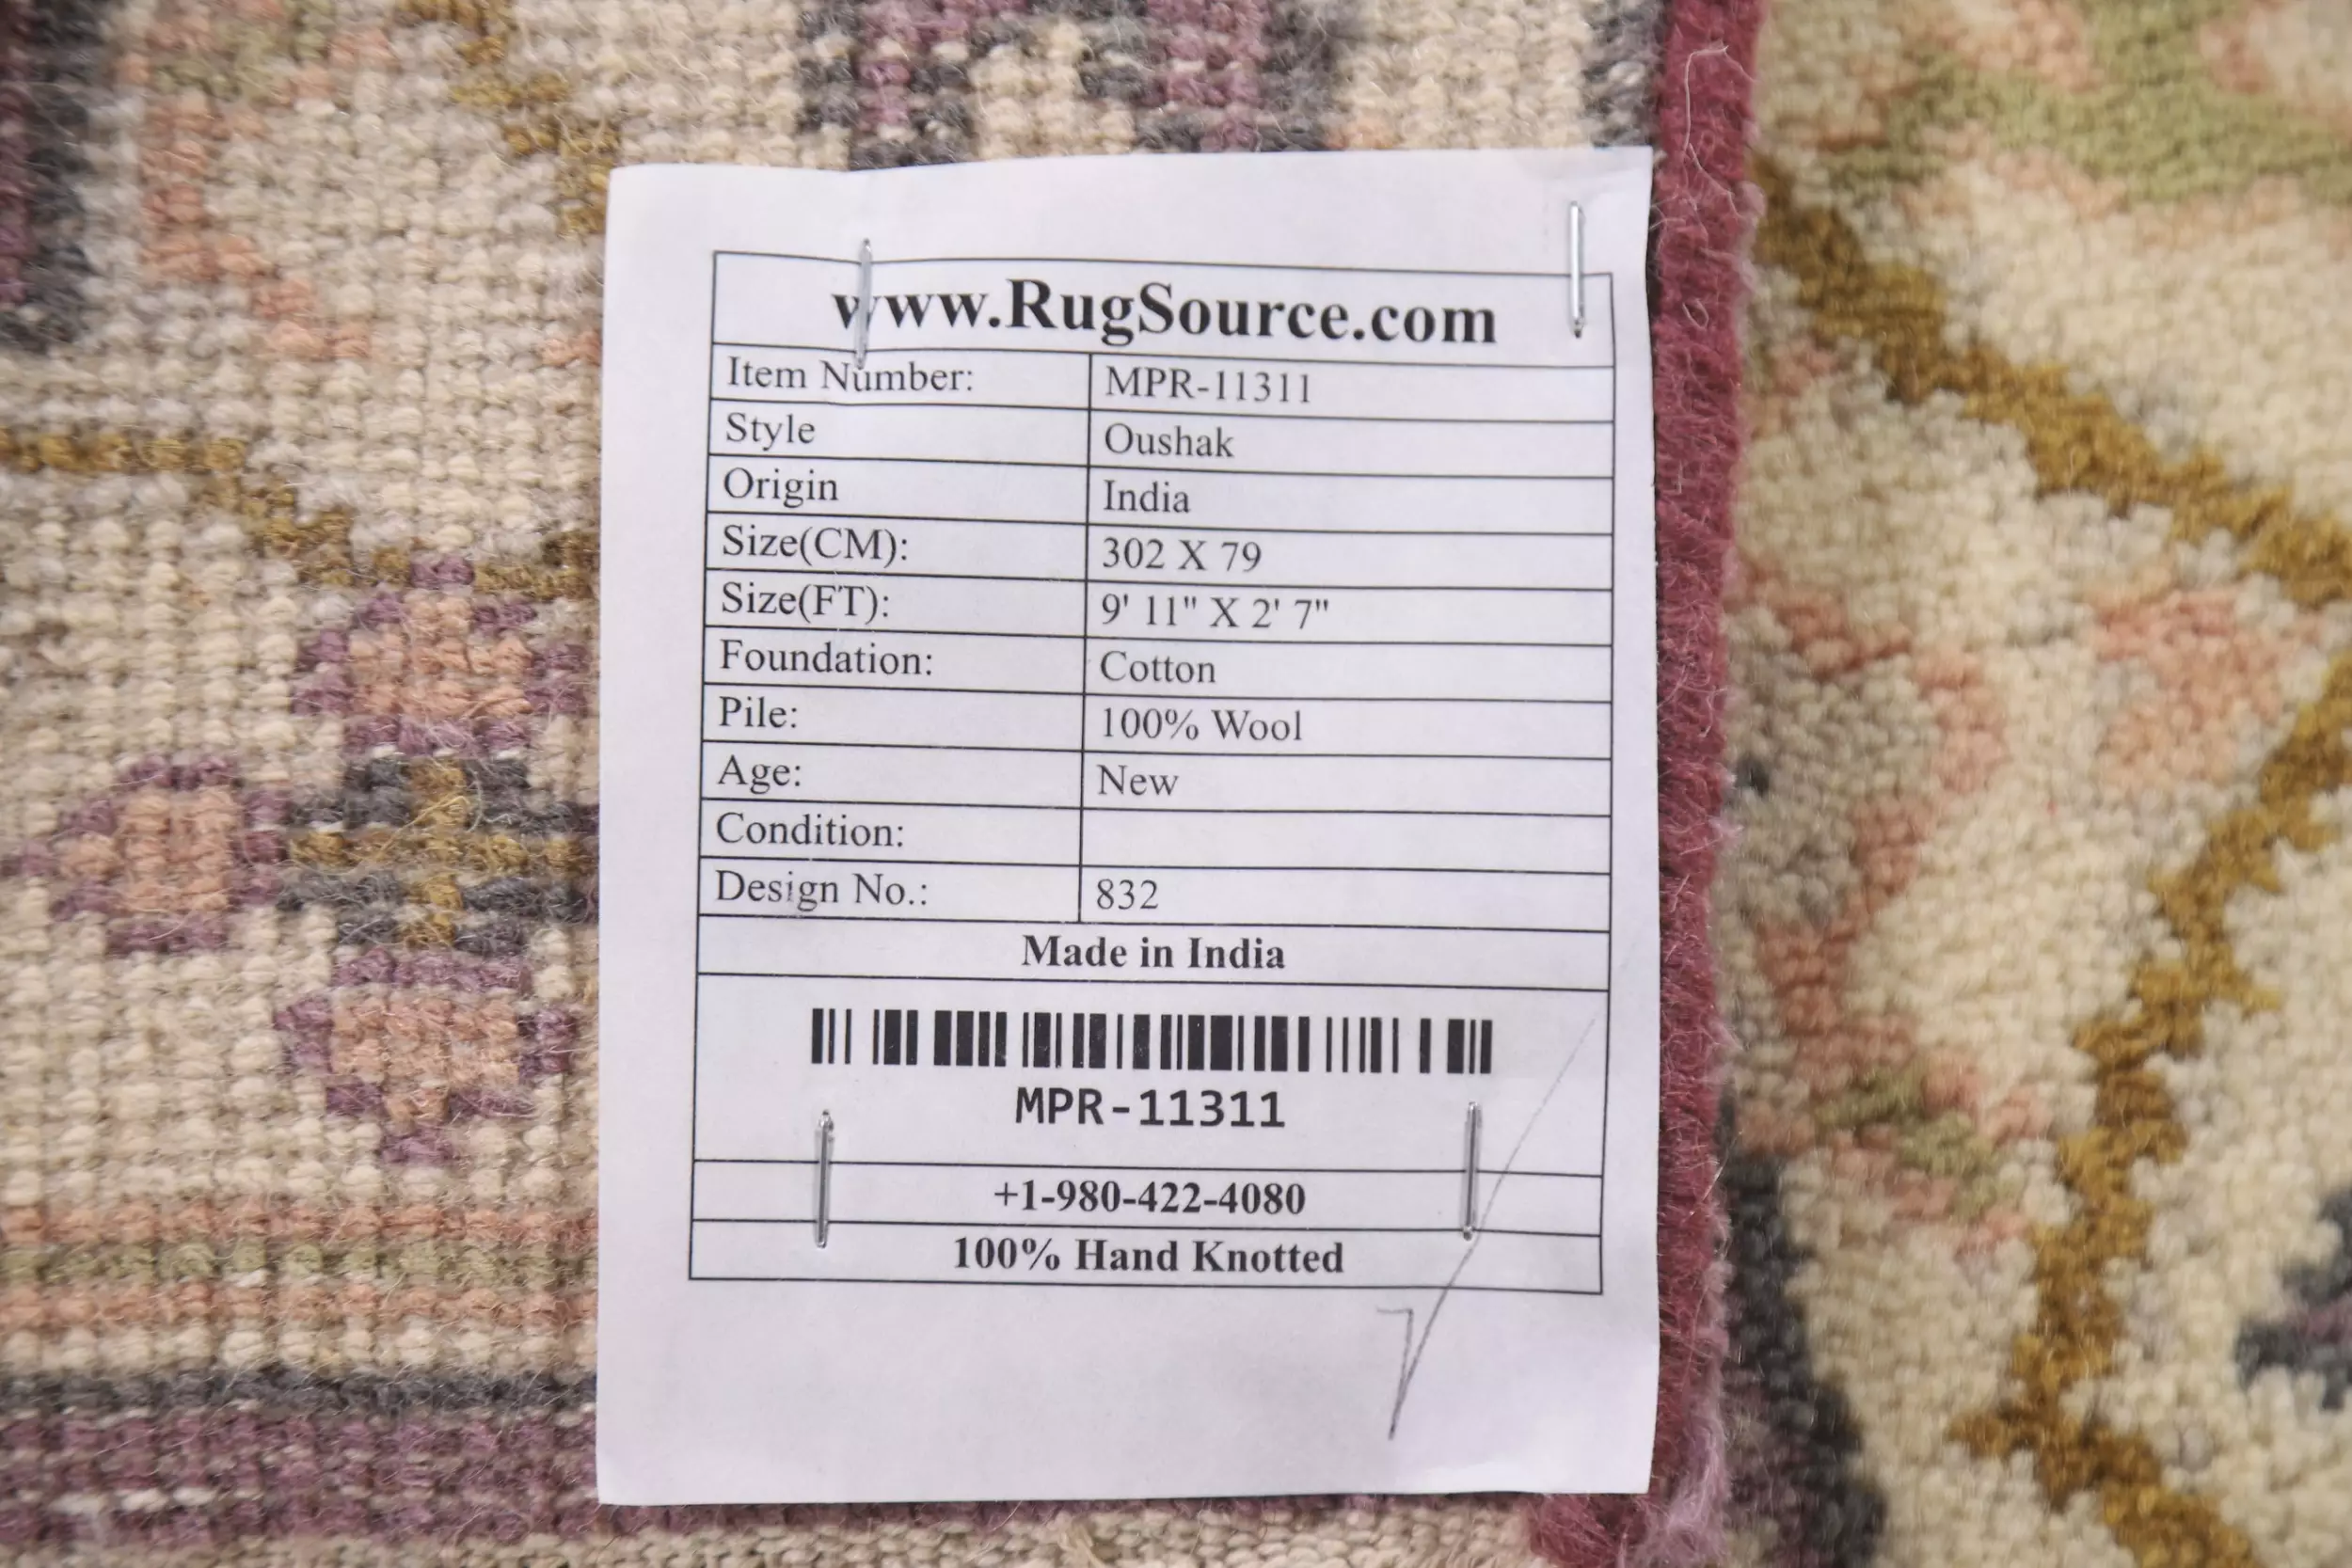 www.RugSource.com
Item Number: MPR-11311
Style Oushak
Origin India
Size(CM): 302 X 79
Size(FT): 9' 11" X 2' 7"
Foundation: Cotton
Pile: 100% Wool
Age: New
Condition:
Design No.: 832
Made in India
MPR-11311
+1-980-422-4080
100% Hand Knotted